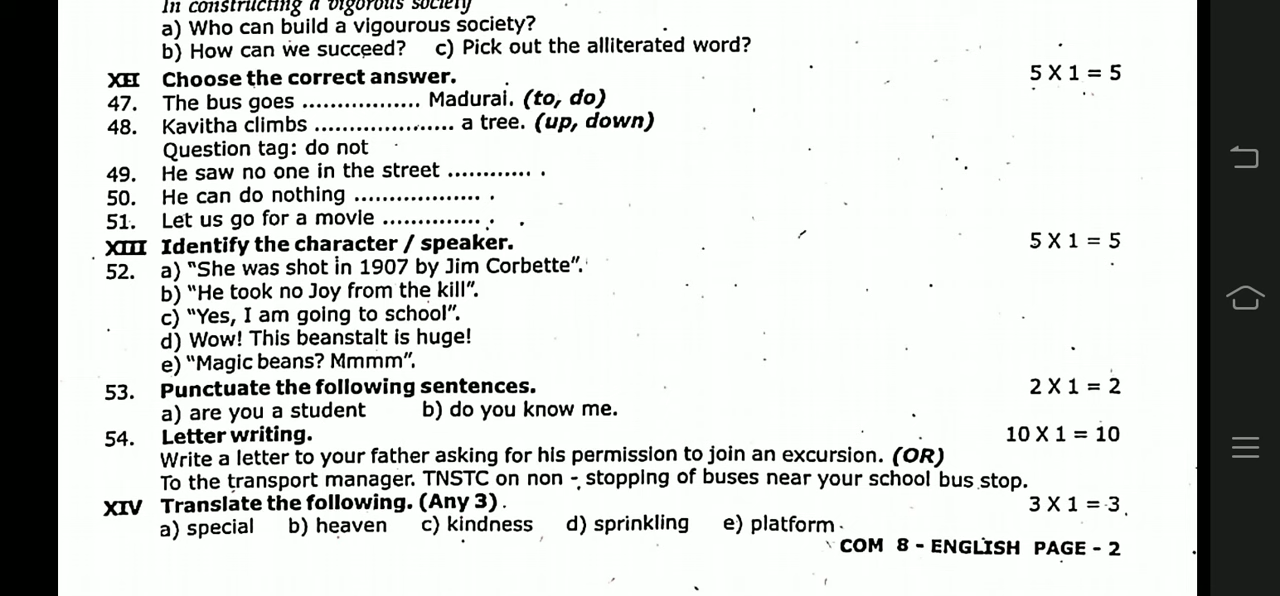 In constructing a vigorous society
a) Who can build a vigourous society?
b) How can we succeed? c) Pick out the alliterated word?
XII Choose the correct answer. 5 X 1 = 5
47. The bus goes ................. Madurai. (to, do)
48. Kavitha climbs .................... a tree. (up, down)
Question tag: do not
49. He saw no one in the street ............ .
50. He can do nothing .................. .
51. Let us go for a movie .............. .
XIII Identify the character / speaker. 5 X 1 = 5
52. a) "She was shot in 1907 by Jim Corbette".
b) "He took no Joy from the kill".
c) "Yes, I am going to school".
d) Wow! This beanstalt is huge!
e) "Magic beans? Mmmm".
53. Punctuate the following sentences. 2 X 1 = 2
a) are you a student b) do you know me.
54. Letter writing. 10 X 1 = 10
Write a letter to your father asking for his permission to join an excursion. (OR)
To the transport manager. TNSTC on non - stopping of buses near your school bus stop.
XIV Translate the following. (Any 3) . 3 X 1 = 3
a) special b) heaven c) kindness d) sprinkling e) platform
COM 8 - ENGLISH PAGE - 2